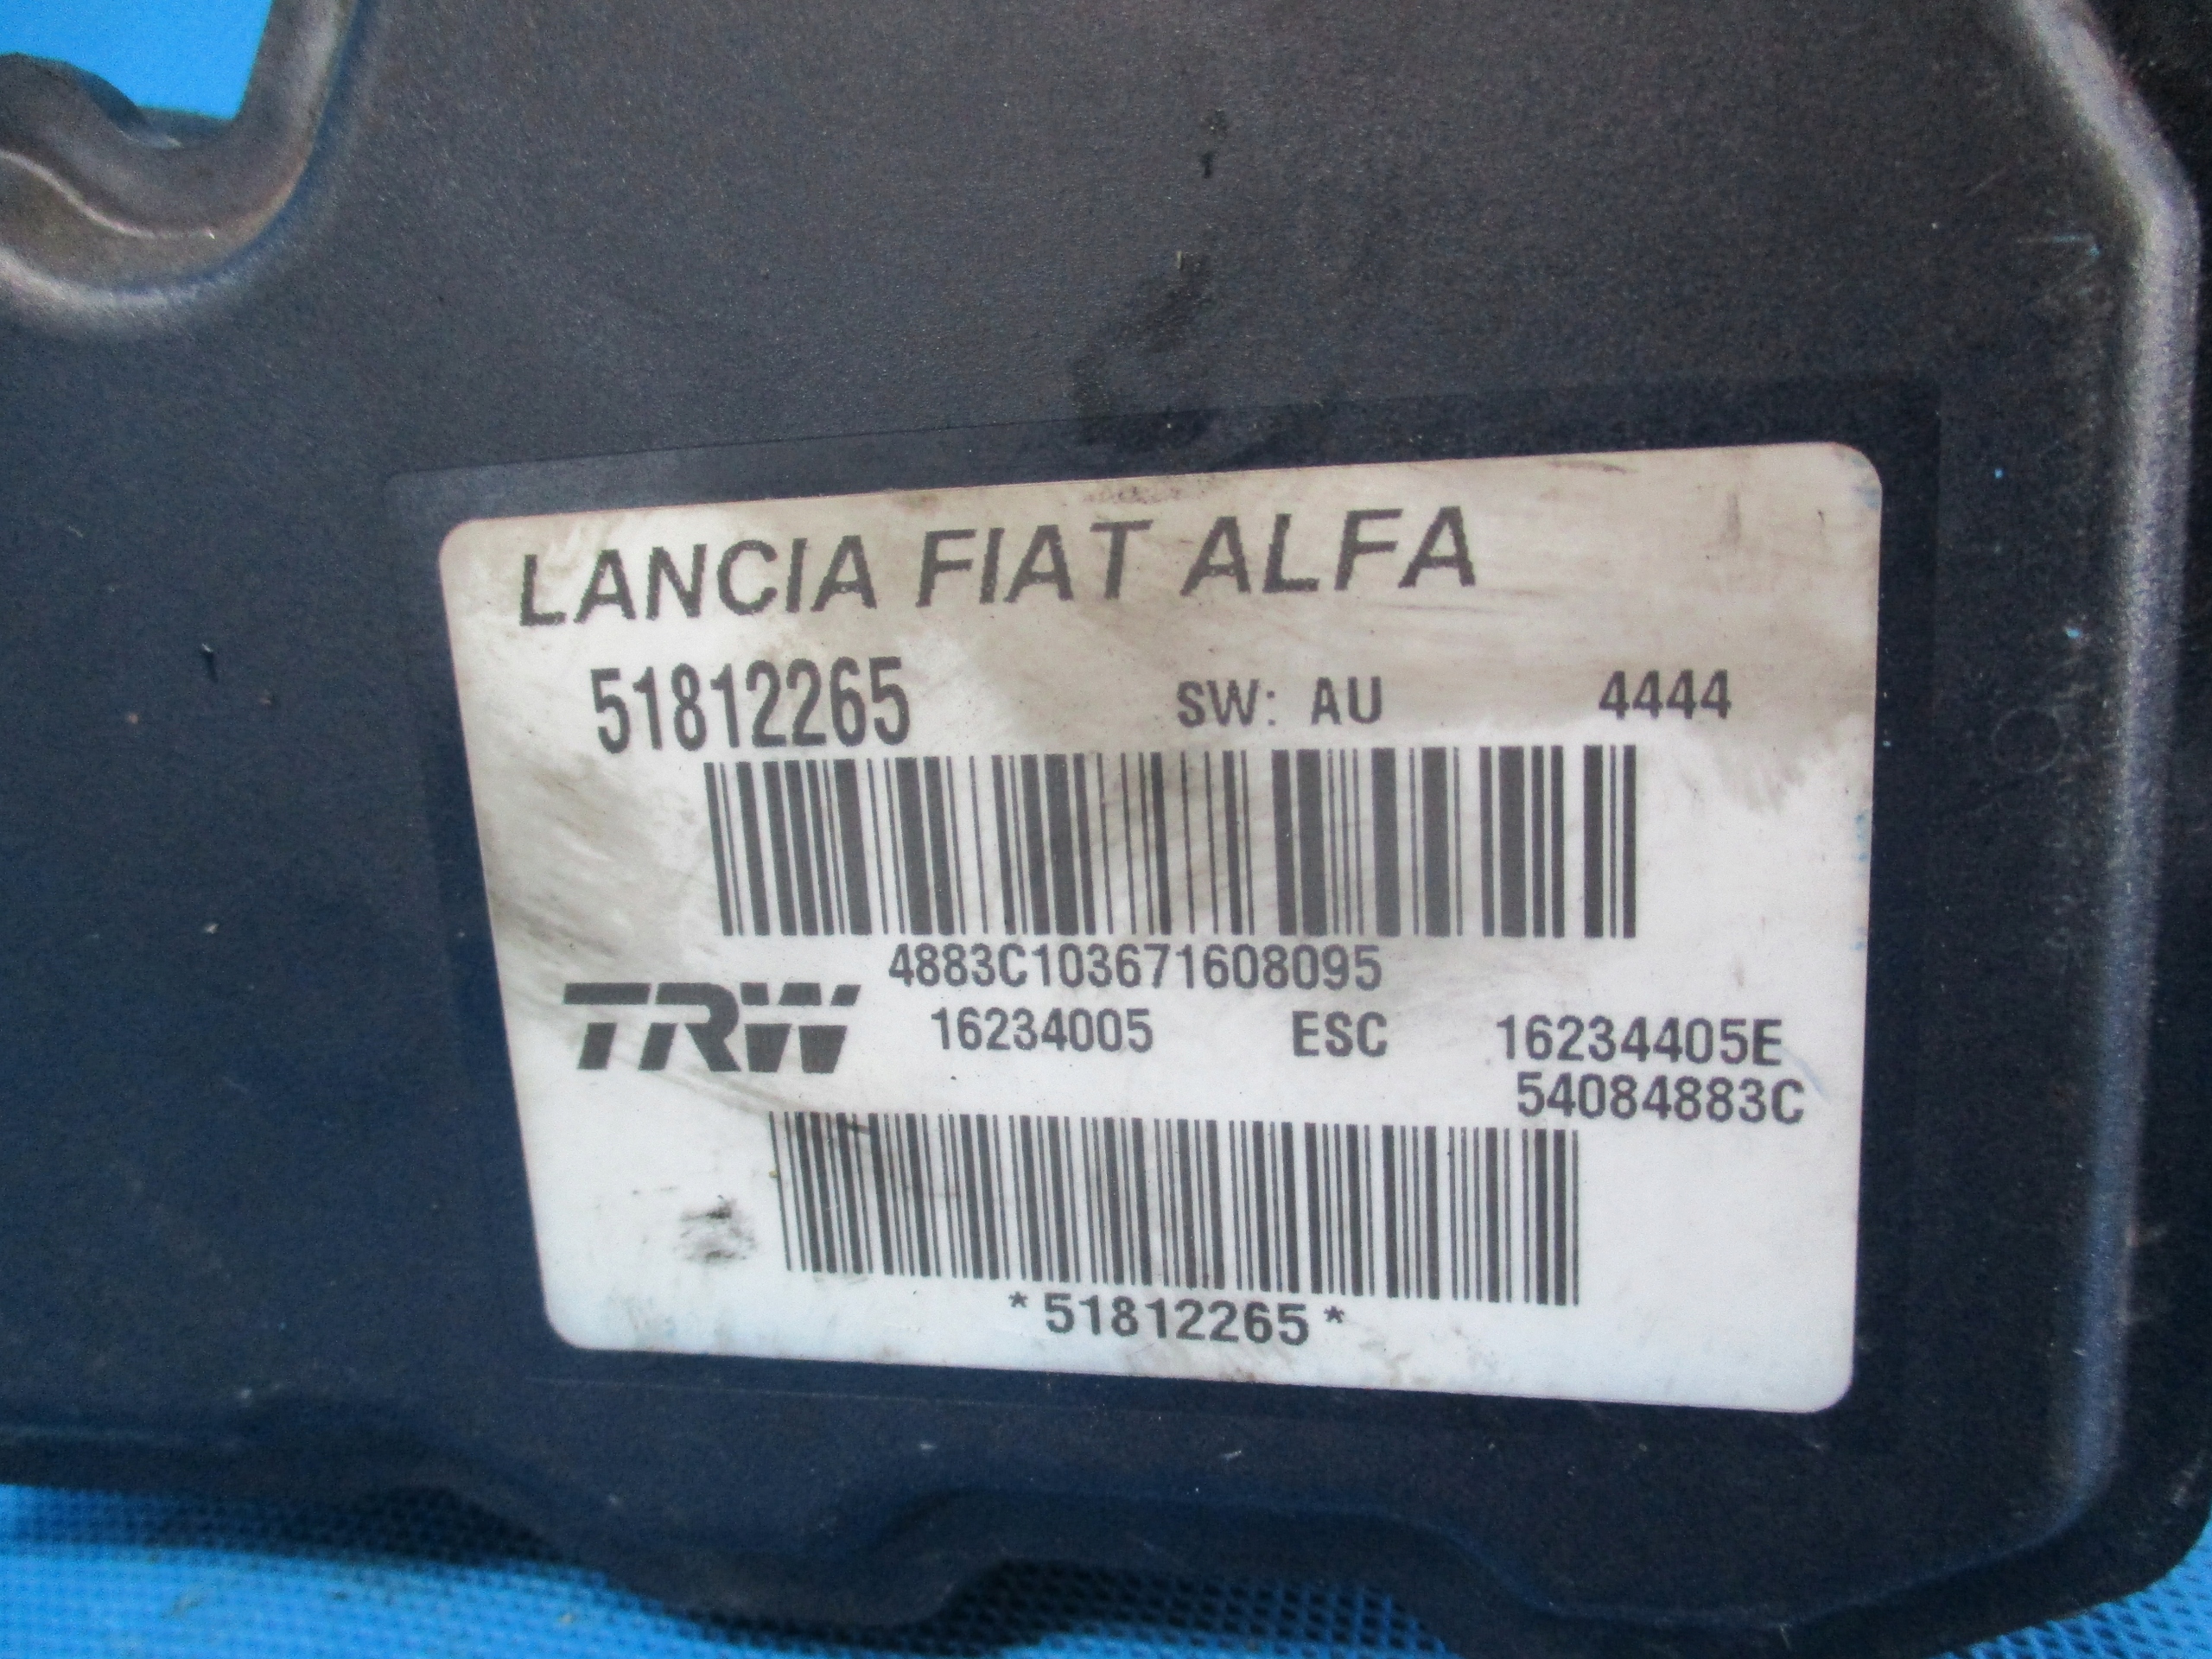 LANCIA FIAT ALFA
51812265 SW: AU 4444
4883C103671608095
TRW 16234005 ESC 16234405E
54084883C
*51812265*